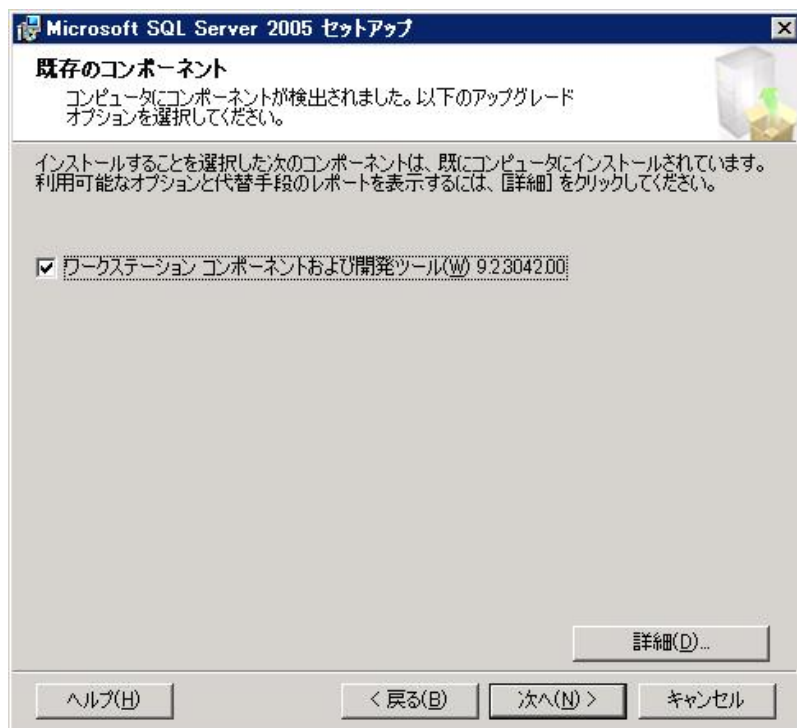 Microsoft SQL Server 2005 セットアップ
既存のコンポーネント
コンピュータにコンポーネントが検出されました。以下のアップグレード
オプションを選択してください。
インストールすることを選択した次のコンポーネントは、既にコンピュータにインストールされています。
利用可能なオプションと代替手段のレポートを表示するには、[詳細] をクリックしてください。
ワークステーション コンポーネントおよび開発ツール(W) 9.2.3042.00
詳細(D)...
ヘルプ(H)
< 戻る(B)
次へ(N) >
キャンセル